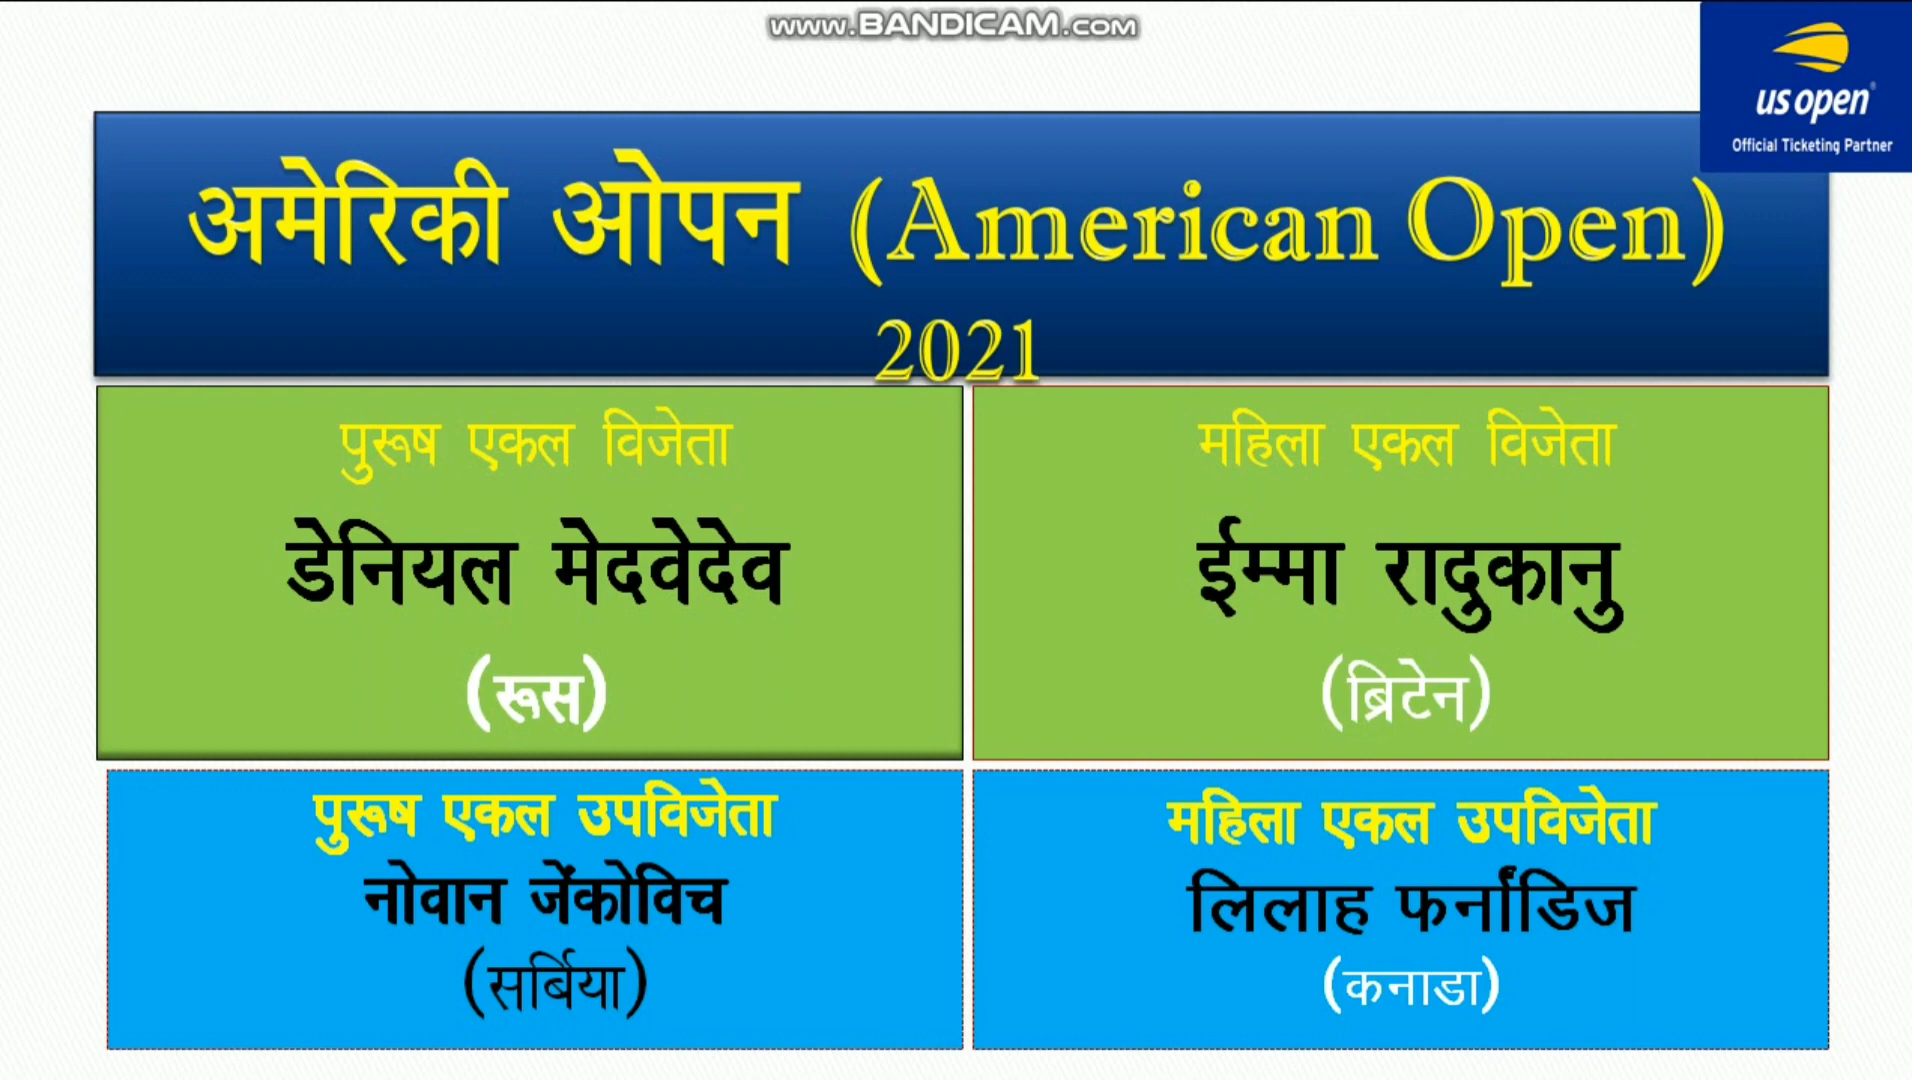 www.BANDICAM.com
us open
Official Ticketing Partner
अमेरिकी ओपन (American Open)
2021
पुरूष एकल विजेता
डेनियल मेदवेदेव
(रूस)
महिला एकल विजेता
ईम्मा रादुकानु
(ब्रिटेन)
पुरूष एकल उपविजेता
नोवान जेंकोविच
(सर्बिया)
महिला एकल उपविजेता
लिलाह फर्नांडिज
(कनाडा)